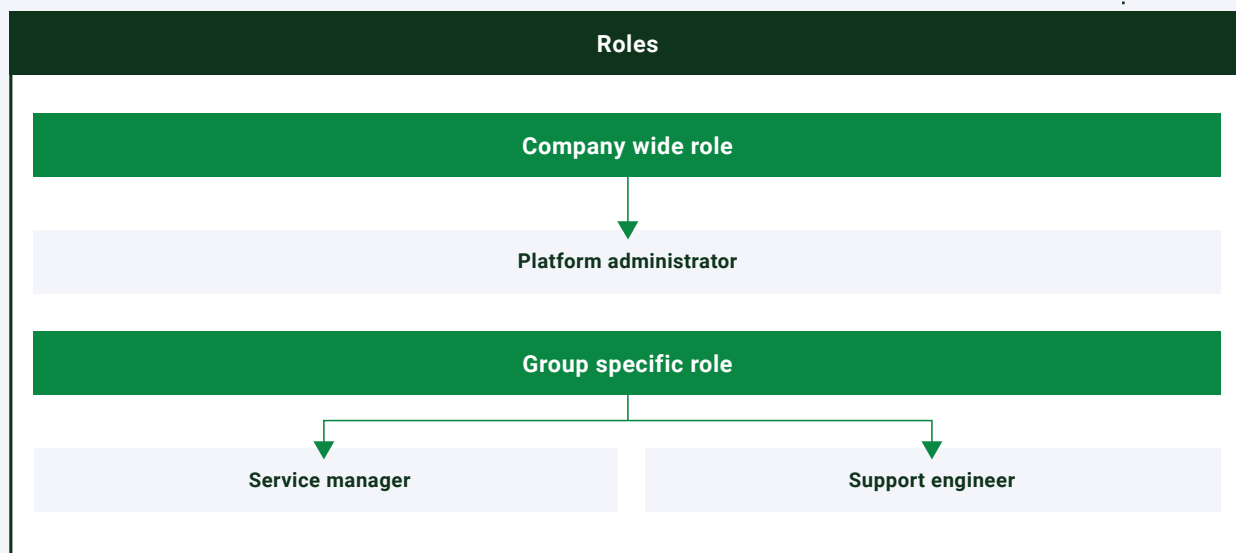 Roles
Company wide role
Platform administrator
Group specific role
Service manager
Support engineer